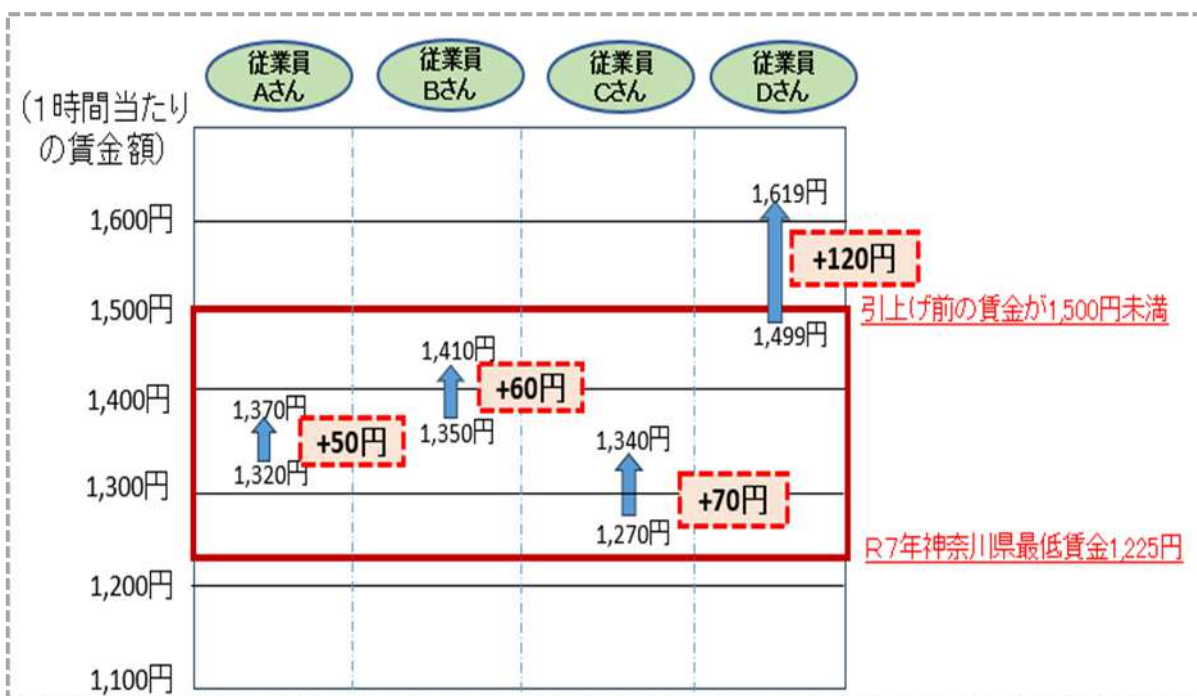 従業員
Aさん
従業員
Bさん
従業員
Cさん
従業員
Dさん
(1時間当たり
の賃金額)
1,600円
1,500円
1,400円
1,300円
1,200円
1,100円
1,370円
1,320円
+50円
1,410円
1,350円
+60円
1,340円
1,270円
+70円
1,619円
1,499円
+120円
引上げ前の賃金が1,500円未満
R7年神奈川県最低賃金1,225円